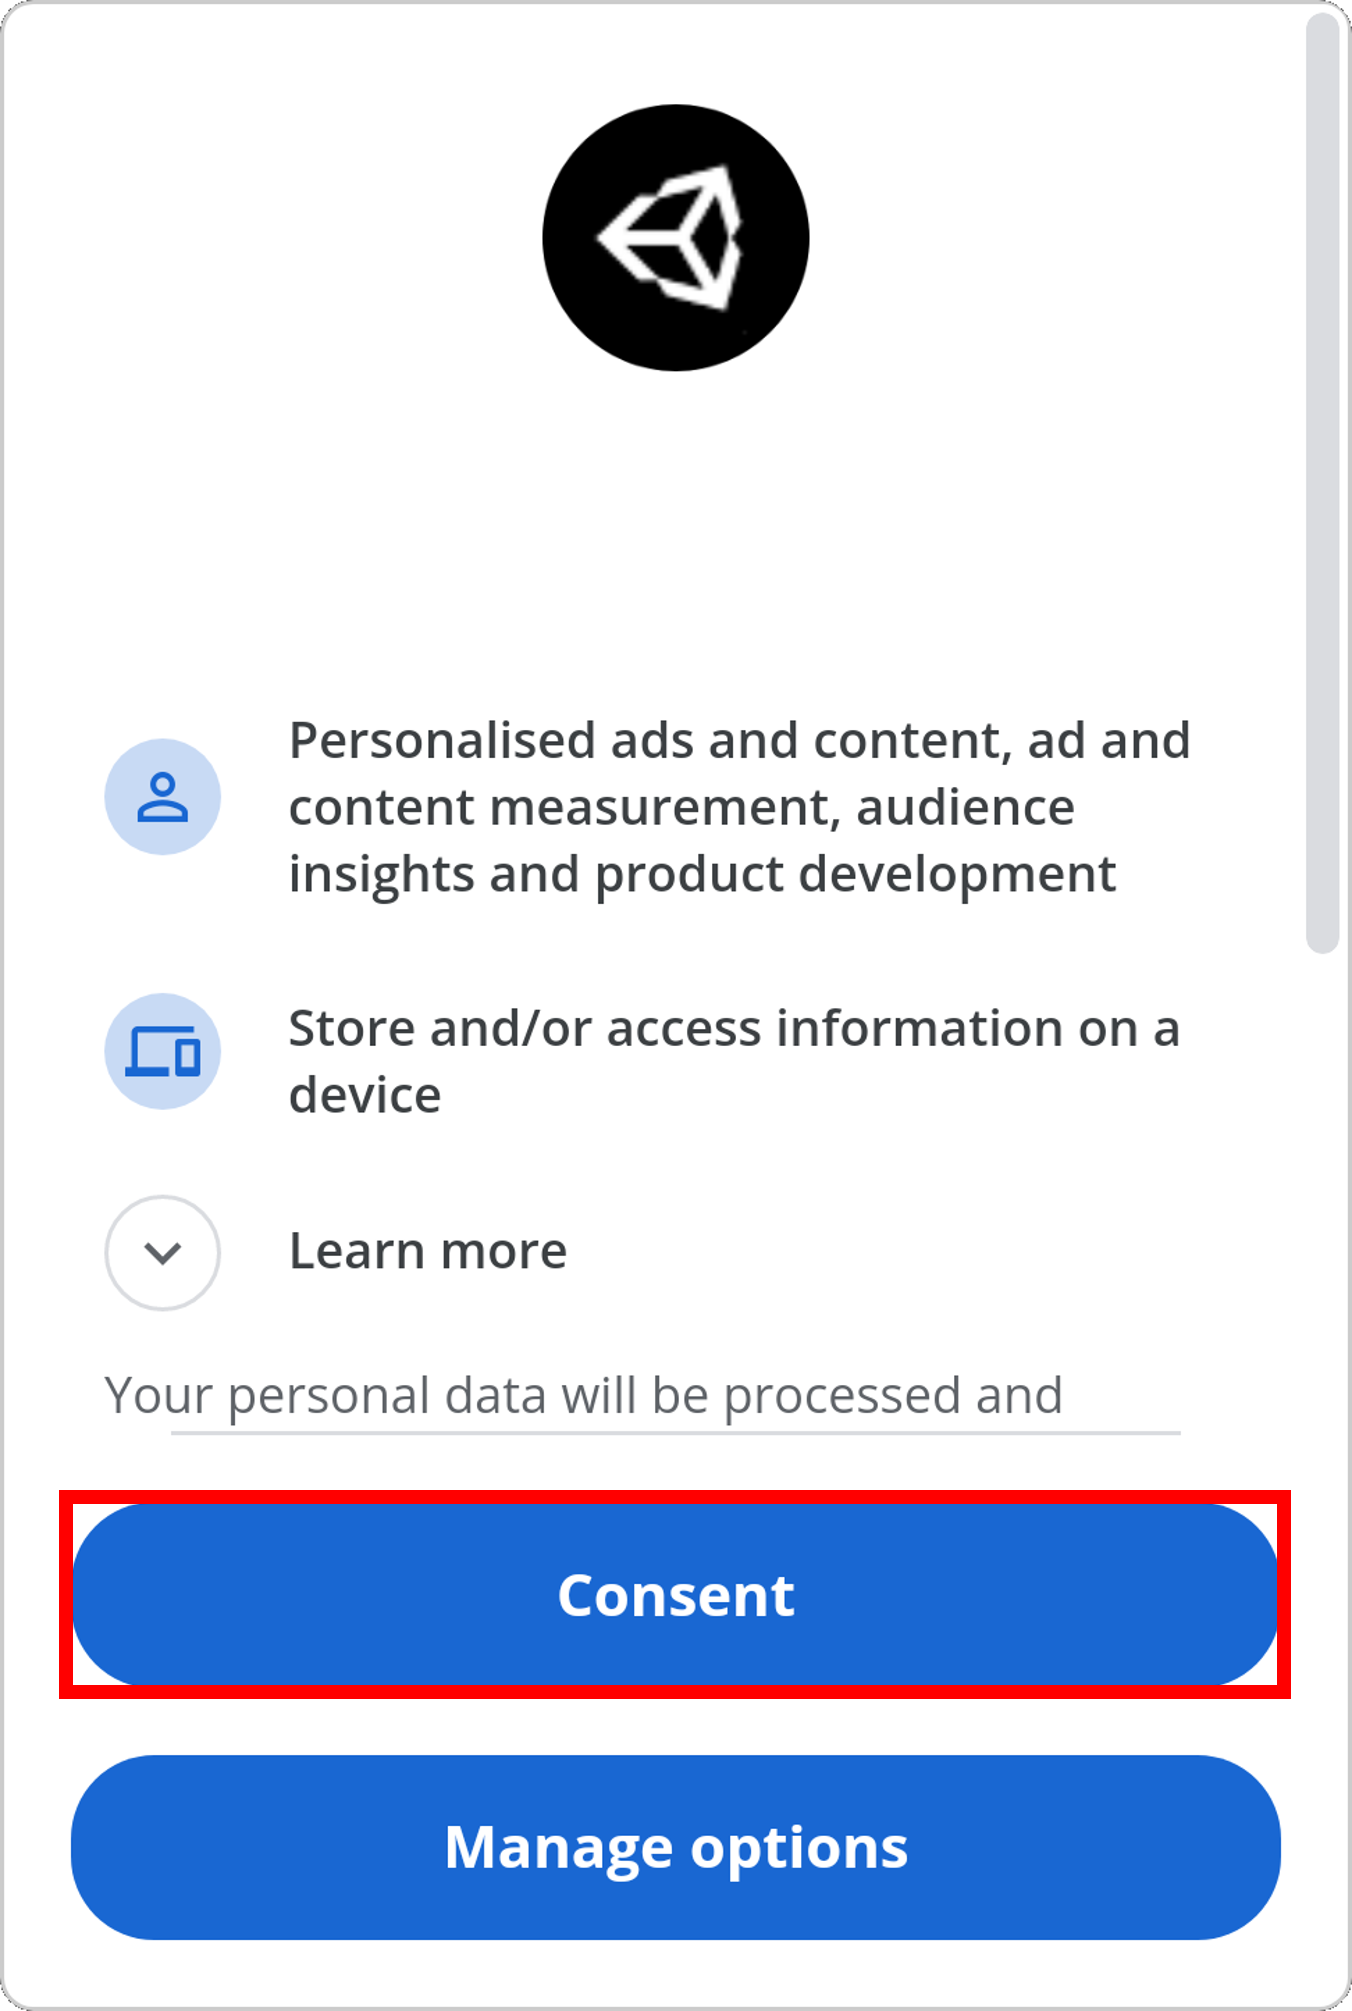 Personalised ads and content, ad and
content measurement, audience
insights and product development
Store and/or access information on a
device
Learn more
Your personal data will be processed and
Consent
Manage options